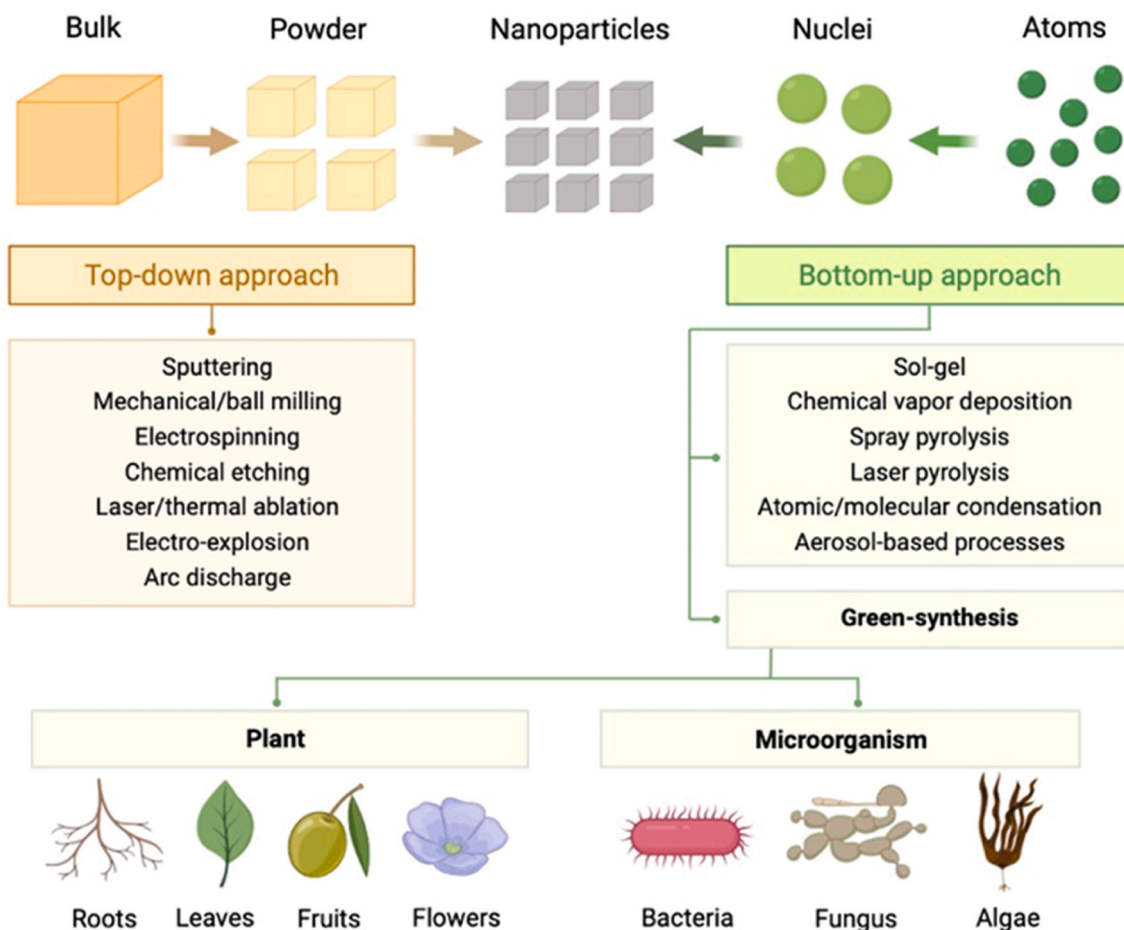 Bulk
Powder
Nanoparticles
Nuclei
Atoms
Top-down approach
Bottom-up approach
Sputtering
Mechanical/ball milling
Electrospinning
Chemical etching
Laser/thermal ablation
Electro-explosion
Arc discharge
Sol-gel
Chemical vapor deposition
Spray pyrolysis
Laser pyrolysis
Atomic/molecular condensation
Aerosol-based processes
Green-synthesis
Plant
Microorganism
Roots
Leaves
Fruits
Flowers
Bacteria
Fungus
Algae